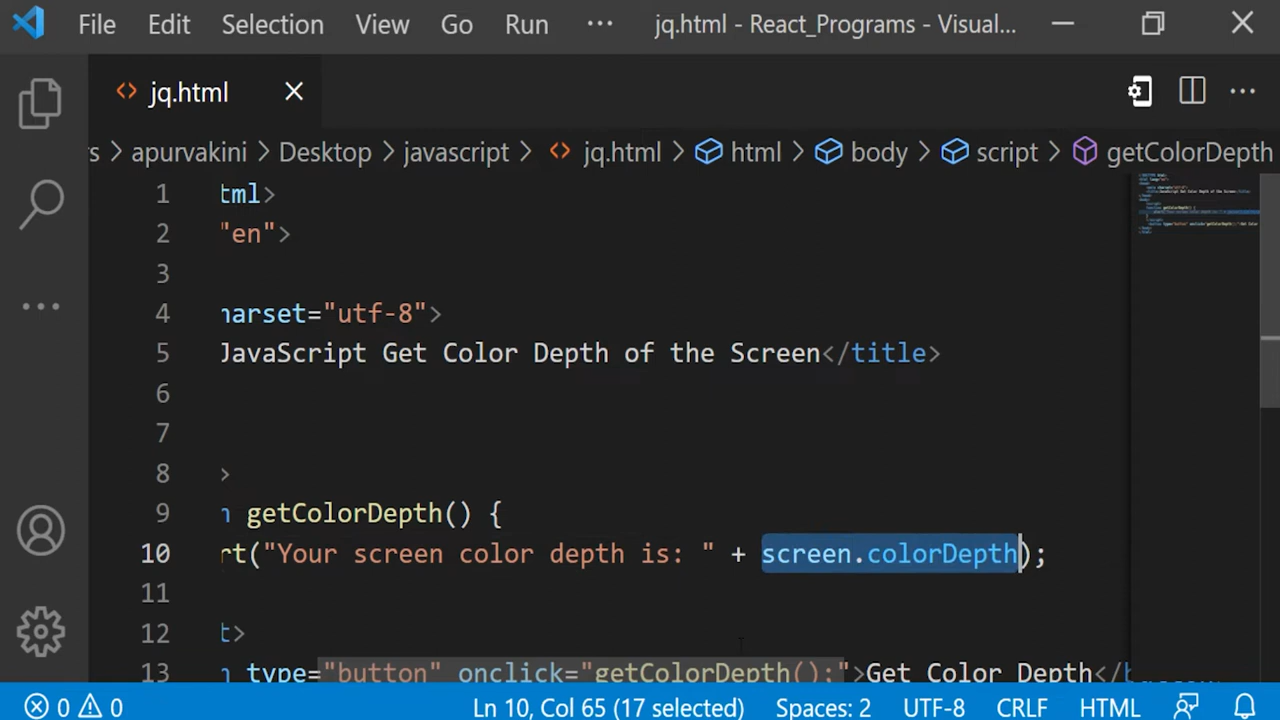 File Edit Selection View Go Run ··· jq.html - React_Programs - Visual...
jq.html
rs > apurvakini > Desktop > javascript > jq.html > html > body > script > getColorDepth
1 tml>
2 "en">
3
4 harset="utf-8">
5 JavaScript Get Color Depth of the Screen</title>
6
7
8 >
9 n getColorDepth() {
10 rt("Your screen color depth is: " + screen.colorDepth);
11
12 t>
13 n type="button" onclick="getColorDepth();">Get Color Depth</b
0 0 Ln 10, Col 65 (17 selected) Spaces: 2 UTF-8 CRLF HTML